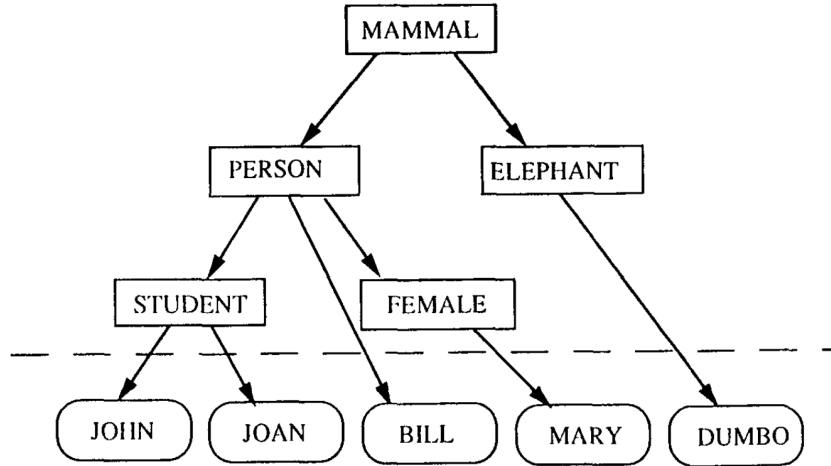 MAMMAL
PERSON
ELEPHANT
STUDENT
FEMALE
JOHN
JOAN
BILL
MARY
DUMBO